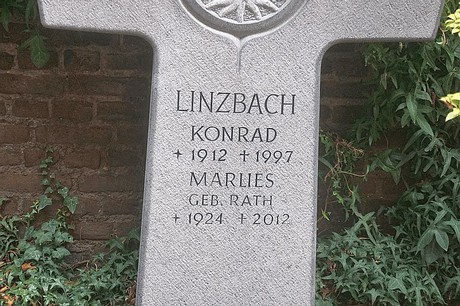 LINZBACH
KONRAD
+ 1912 + 1997
MARLIES
GEB. RATH
+ 1924 + 2012